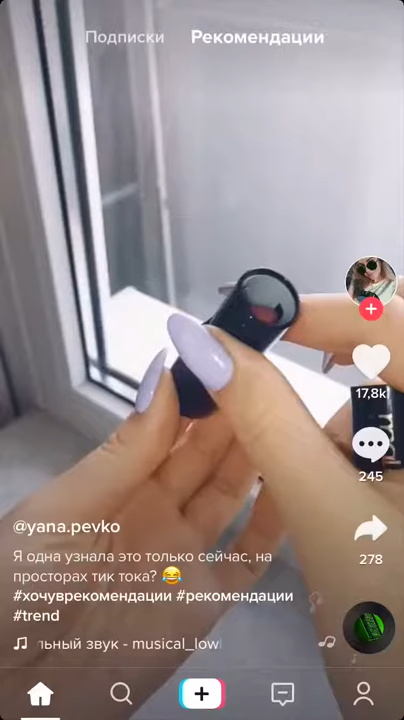 Подписки Рекомендации
17,8k
245
278
@yana.pevko
Я одна узнала это только сейчас, на
просторах тик тока? 😂
#хочуврекомендации #рекомендации
#trend
льный звук - musical_low